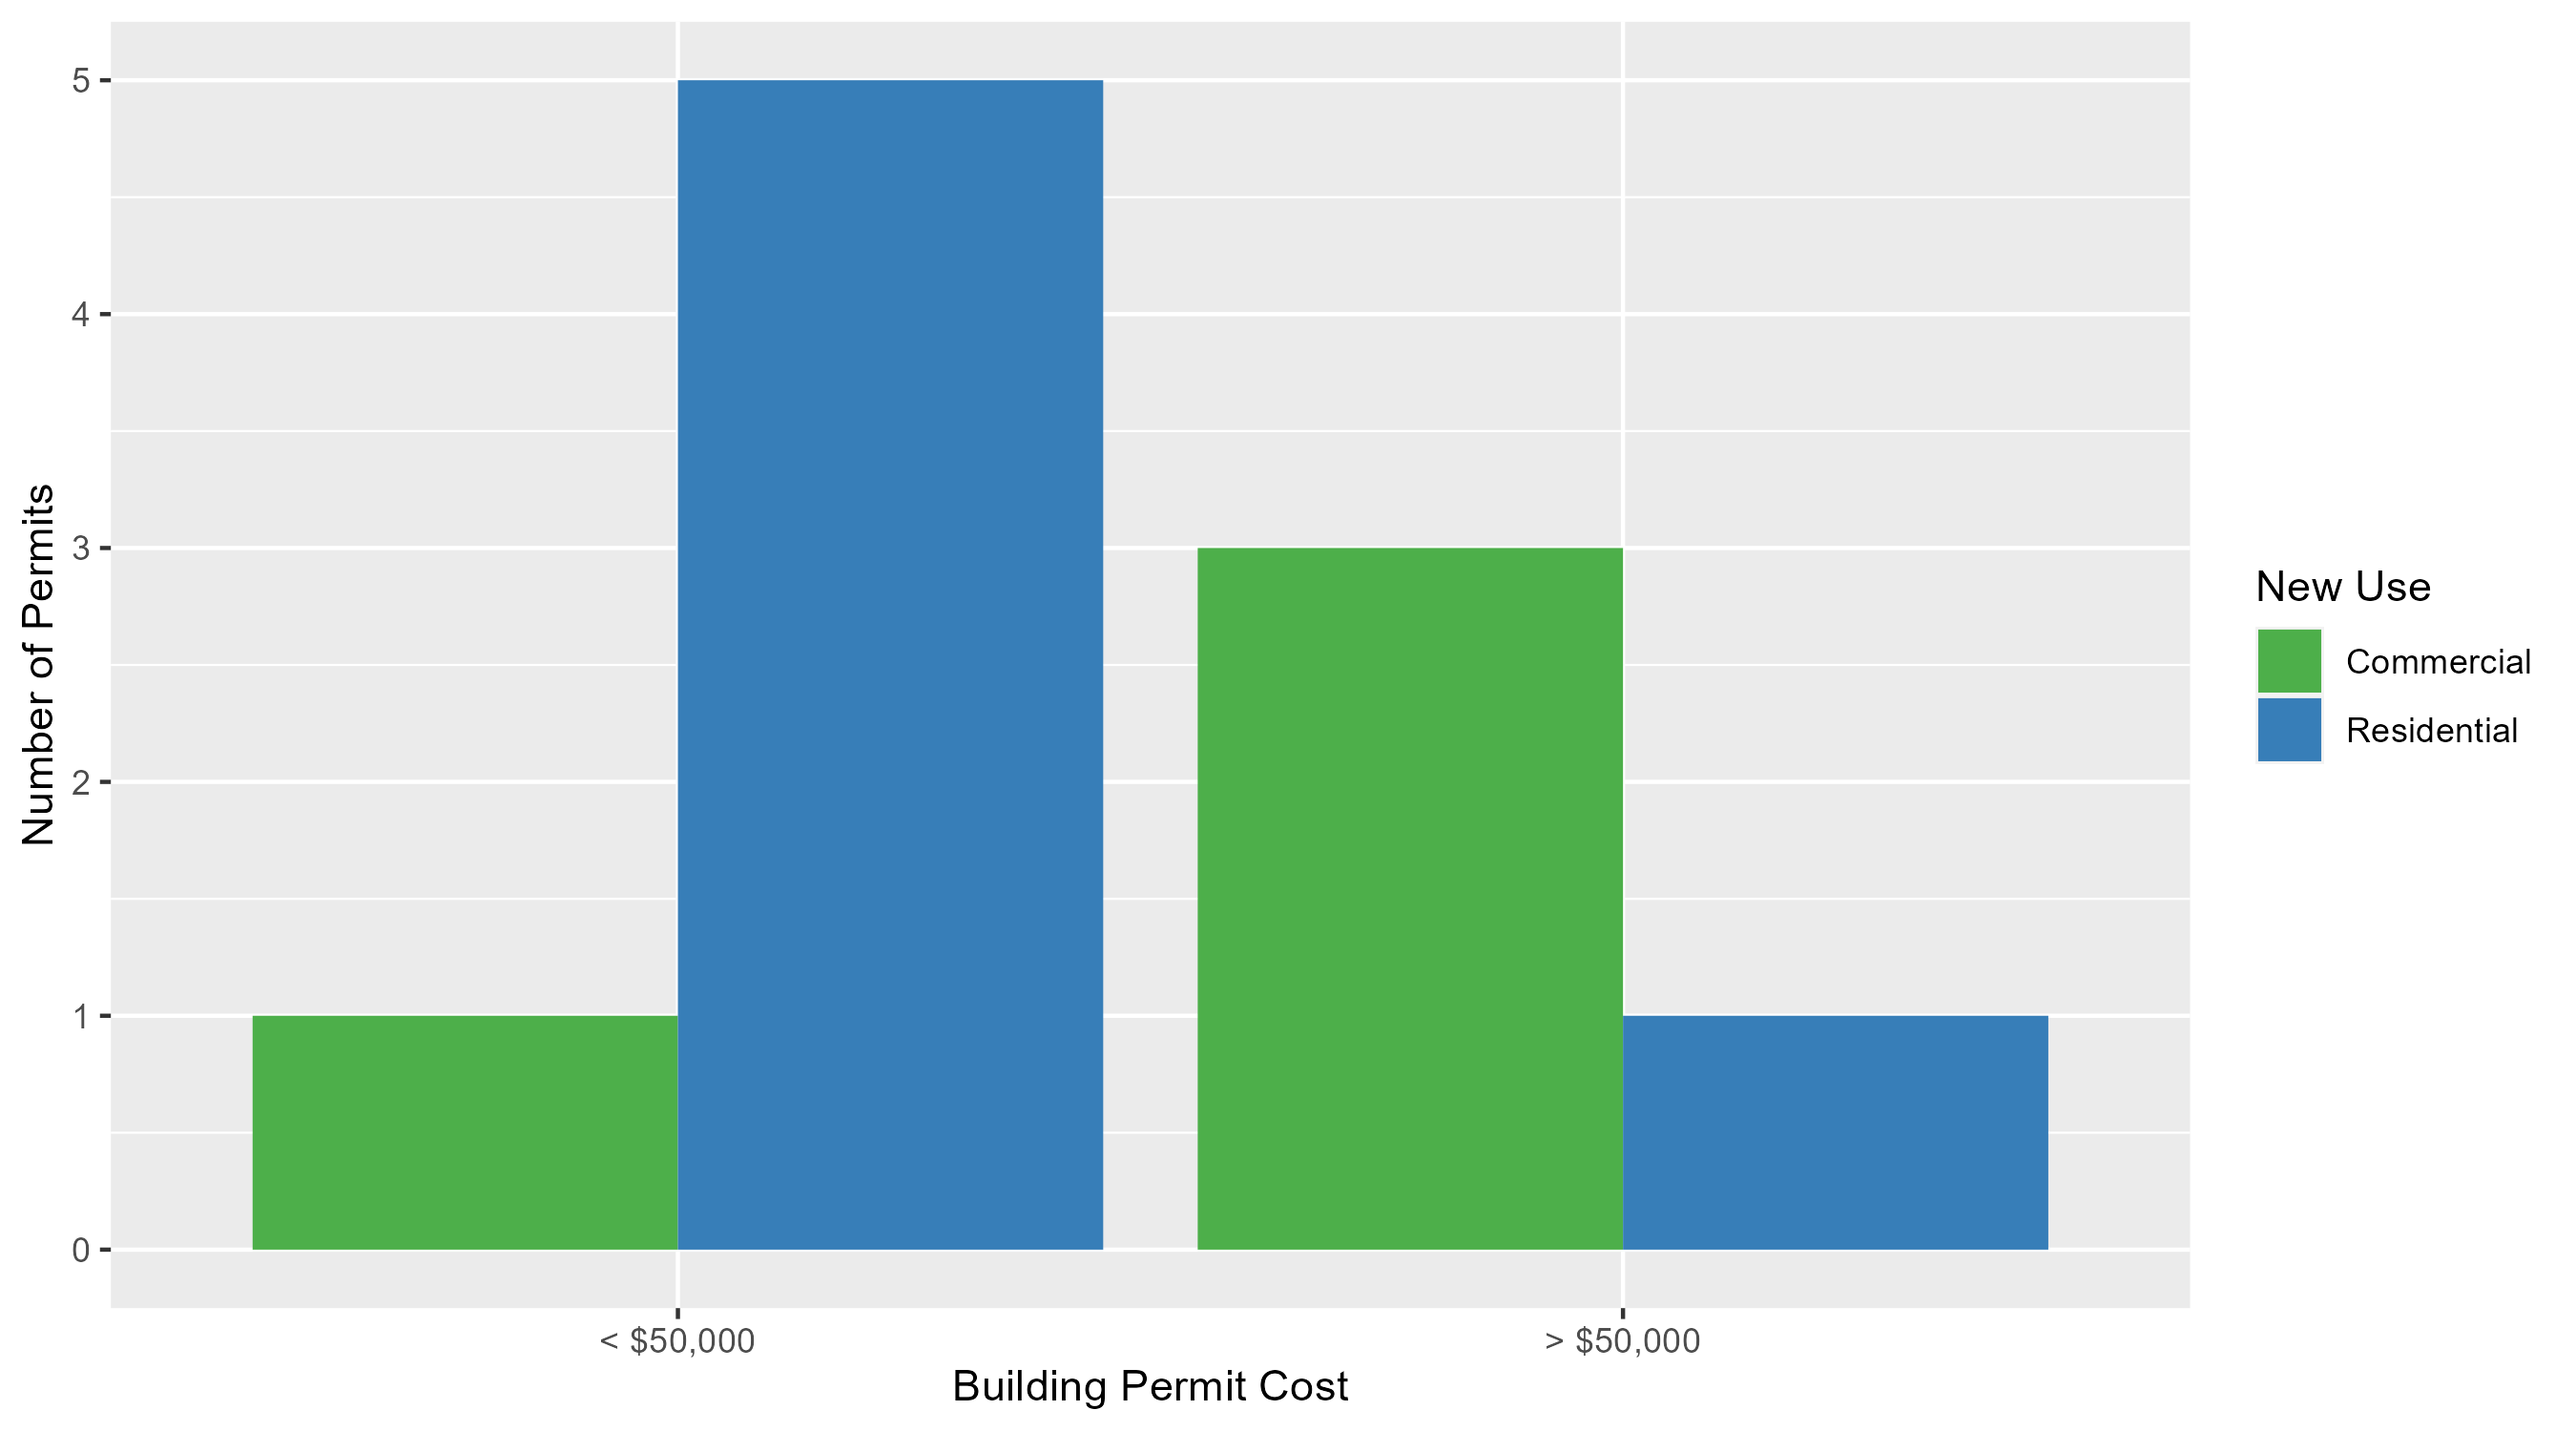 5
4
3
2
1
0
Number of Permits
< $50,000
> $50,000
Building Permit Cost
New Use
Commercial
Residential